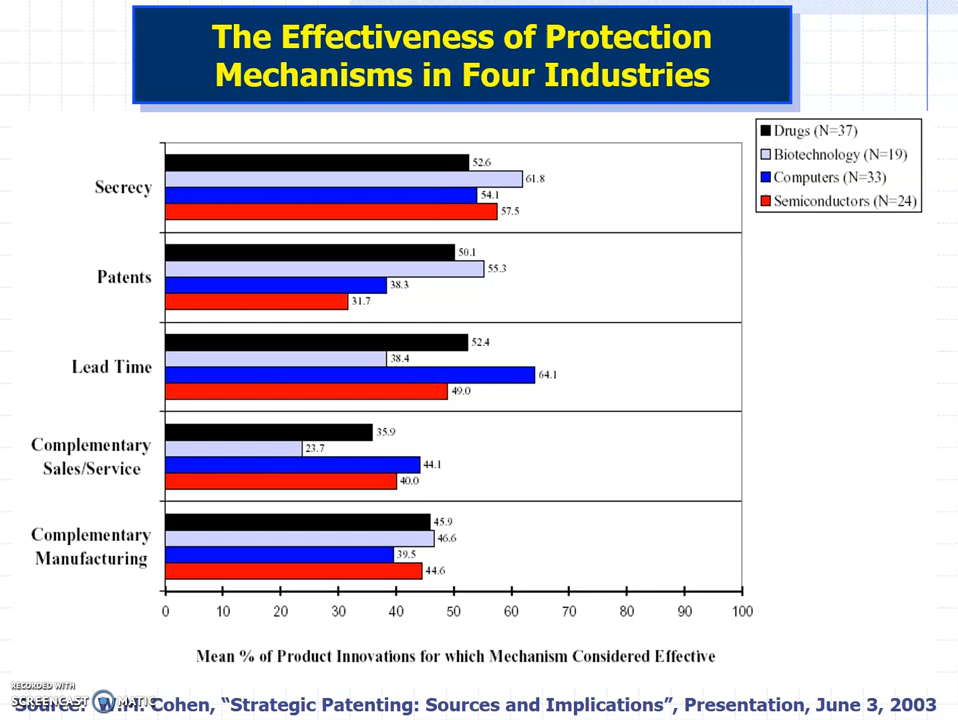 The Effectiveness of Protection
Mechanisms in Four Industries
Drugs (N=37)
Biotechnology (N=19)
Computers (N=33)
Semiconductors (N=24)
Secrecy
52.6
61.8
54.1
57.5
Patents
50.1
55.3
38.3
31.7
Lead Time
52.4
38.4
64.1
49.0
Complementary
Sales/Service
35.9
23.7
44.1
40.0
Complementary
Manufacturing
45.9
46.6
39.5
44.6
0 10 20 30 40 50 60 70 80 90 100
Mean % of Product Innovations for which Mechanism Considered Effective
RECORDED WITH
SCREENCAST MATIC
Source: W.M. Cohen, “Strategic Patenting: Sources and Implications”, Presentation, June 3, 2003